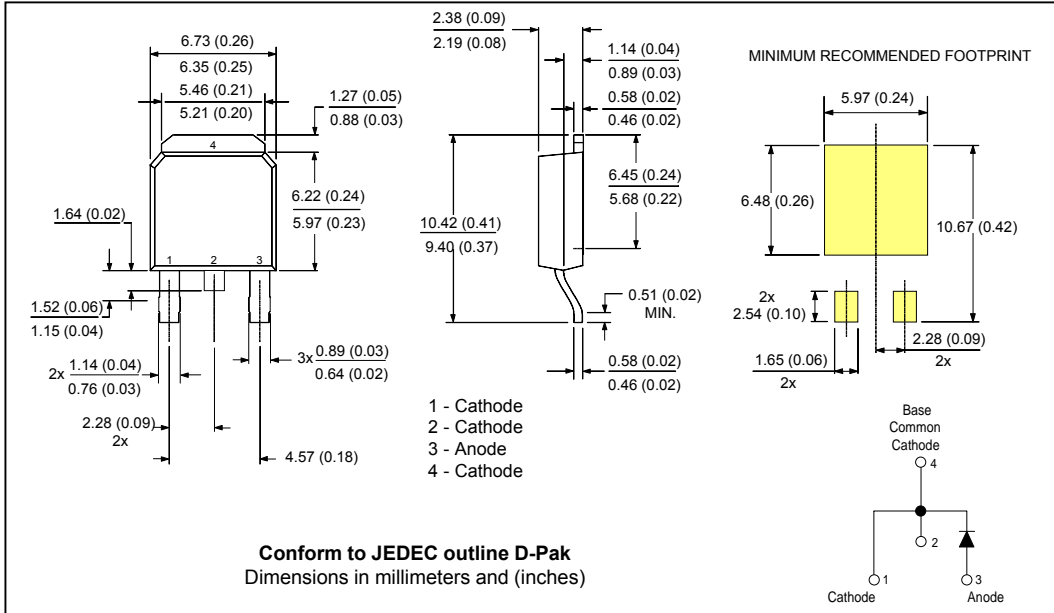 6.73 (0.26)
6.35 (0.25)
5.46 (0.21)
5.21 (0.20)
1.27 (0.05)
0.88 (0.03)
4
1.64 (0.02)
6.22 (0.24)
5.97 (0.23)
1 2 3
1.52 (0.06)
1.15 (0.04)
2x 1.14 (0.04)
0.76 (0.03)
3x 0.89 (0.03)
0.64 (0.02)
2.28 (0.09)
2x
4.57 (0.18)
2.38 (0.09)
2.19 (0.08)
1.14 (0.04)
0.89 (0.03)
0.58 (0.02)
0.46 (0.02)
10.42 (0.41)
9.40 (0.37)
6.45 (0.24)
5.68 (0.22)
0.51 (0.02)
MIN.
0.58 (0.02)
0.46 (0.02)
1 - Cathode
2 - Cathode
3 - Anode
4 - Cathode
MINIMUM RECOMMENDED FOOTPRINT
5.97 (0.24)
6.48 (0.26)
10.67 (0.42)
2x
2.54 (0.10)
2.28 (0.09)
2x
1.65 (0.06)
2x
Base
Common
Cathode
4
2
1
3
Cathode
Anode
Conform to JEDEC outline D-Pak
Dimensions in millimeters and (inches)